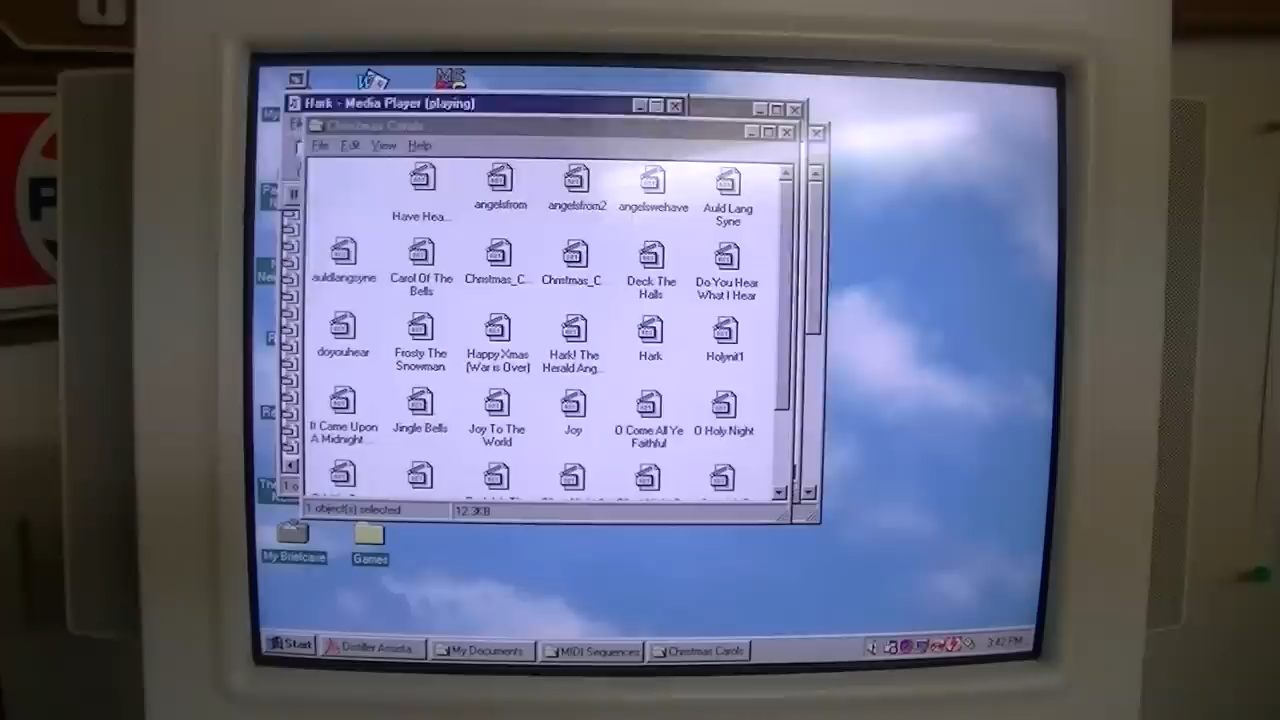 Hark - Media Player (playing)
Christmas Carols
File Edit View Help
Have Hea...
angelsfrom
angelsfrom2
angelswehave
Auld Lang
Syne
auldlangsyne
Carol Of The
Bells
Christmas_C...
Christmas_C...
Deck The
Halls
Do You Hear
What I Hear
doyouhear
Frosty The
Snowman
Happy Xmas
(War is Over)
Hark! The
Herald Ang...
Hark
Holynit1
It Came Upon
A Midnight...
Jingle Bells
Joy To The
World
Joy
O Come All Ye
Faithful
O Holy Night
1 object(s) selected
12.3KB
My Briefcase
Games
Start
Distiller Assista
My Documents
MIDI Sequences
Christmas Carols
3:42 PM